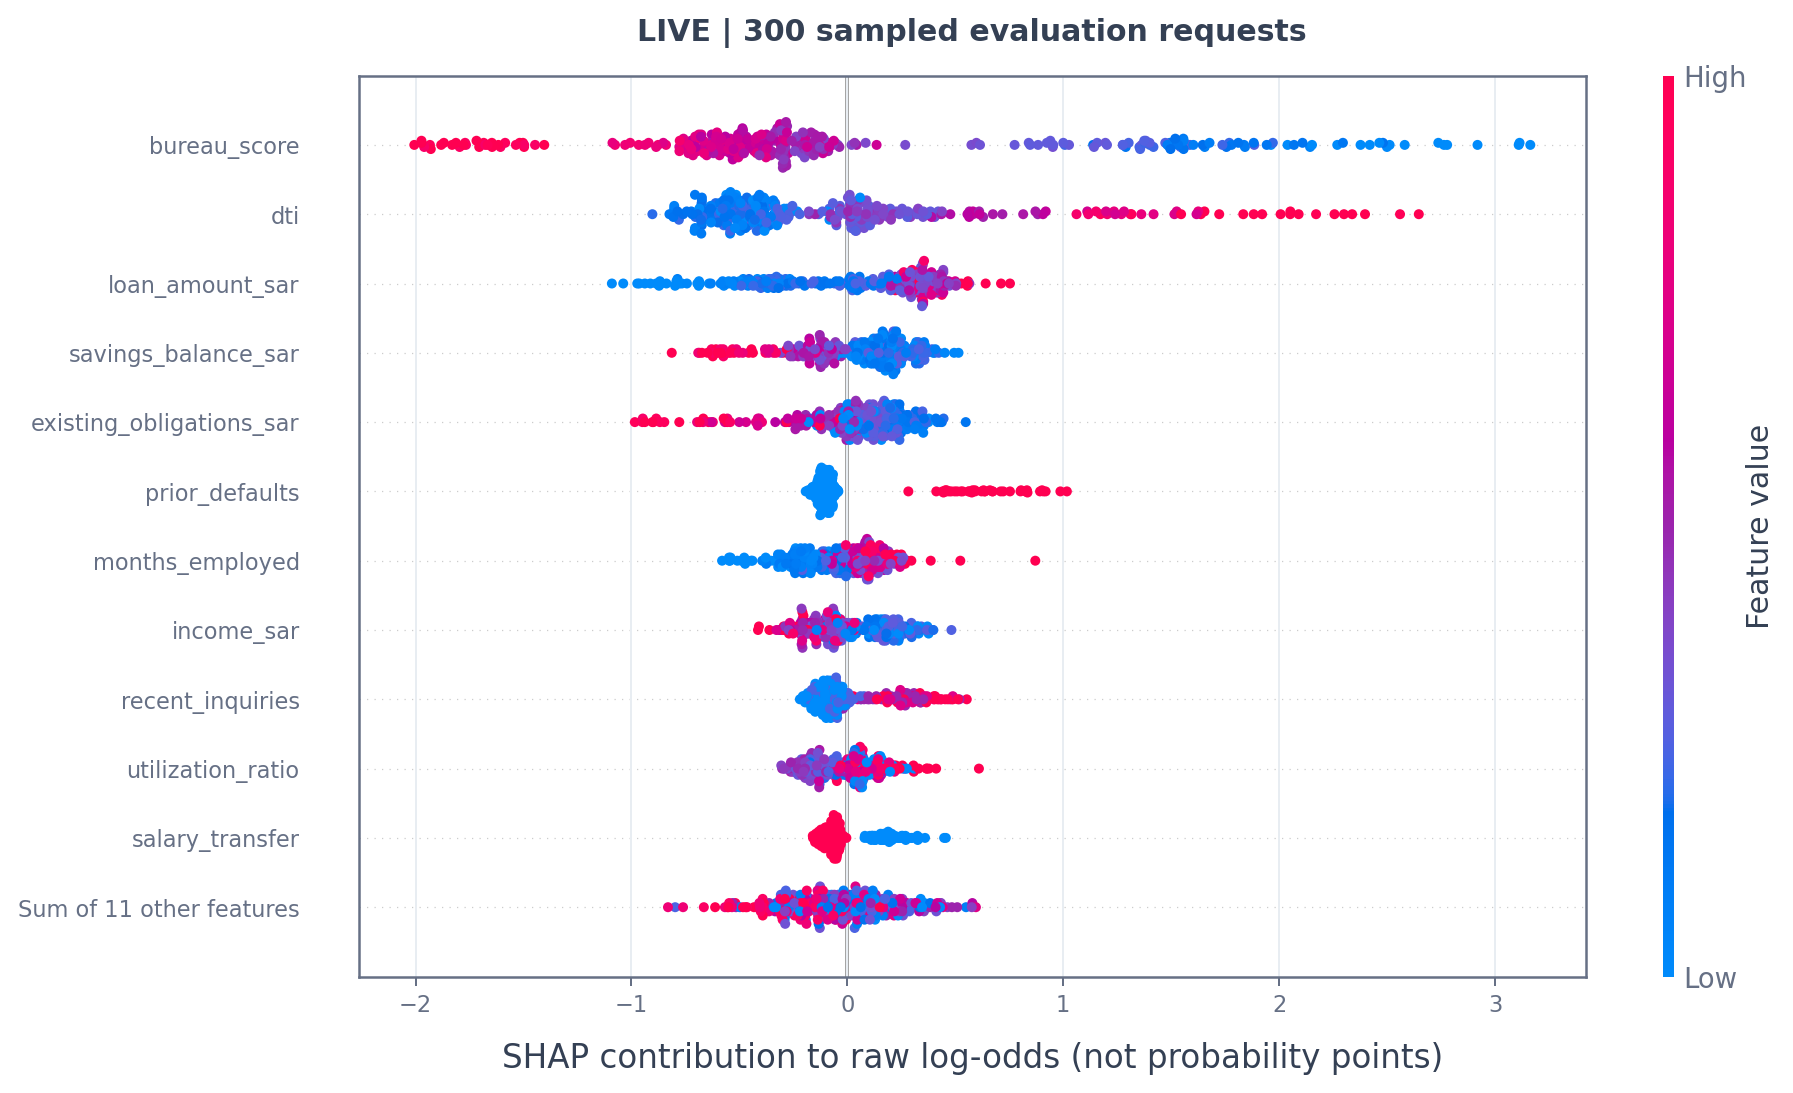 LIVE | 300 sampled evaluation requests
High
bureau_score
dti
loan_amount_sar
savings_balance_sar
existing_obligations_sar
prior_defaults
months_employed
income_sar
recent_inquiries
utilization_ratio
salary_transfer
Sum of 11 other features
Feature value
Low
−2
−1
0
1
2
3
SHAP contribution to raw log-odds (not probability points)